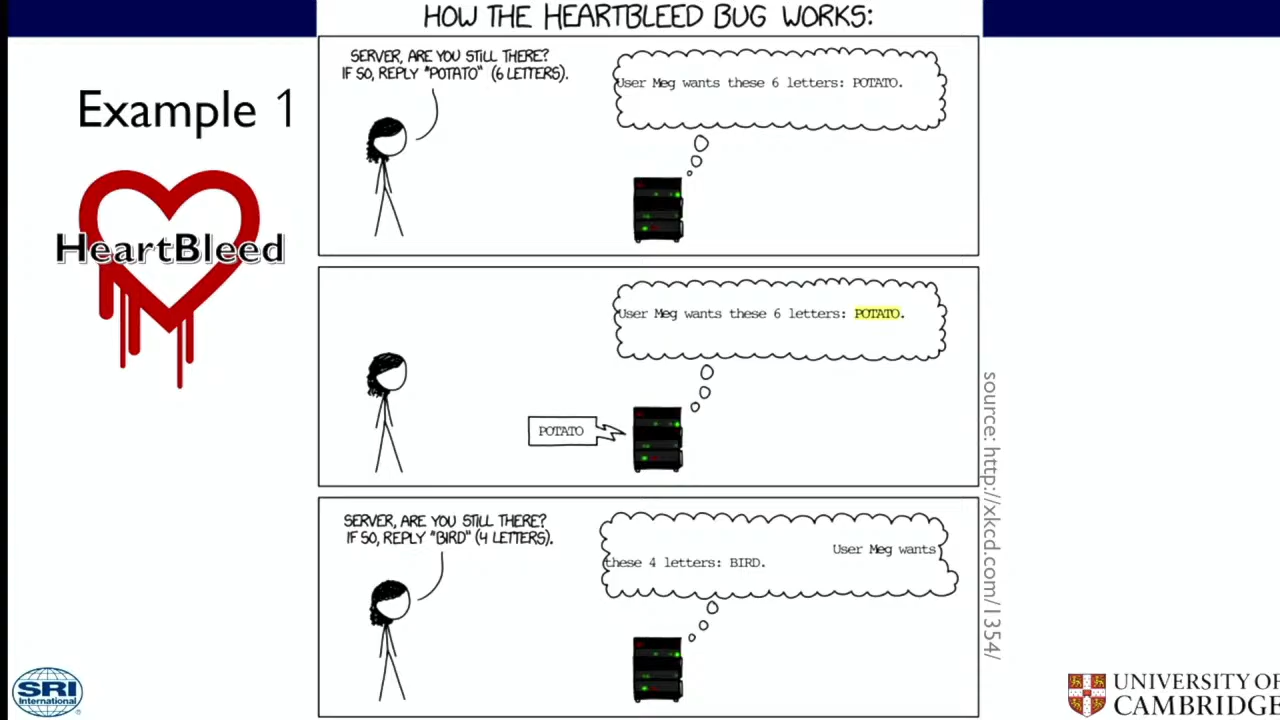 HOW THE HEARTBLEED BUG WORKS:
Example 1
HeartBleed
SERVER, ARE YOU STILL THERE?
IF SO, REPLY "POTATO" (6 LETTERS).
User Meg wants these 6 letters: POTATO.
User Meg wants these 6 letters: POTATO.
POTATO
SERVER, ARE YOU STILL THERE?
IF SO, REPLY "BIRD" (4 LETTERS).
User Meg wants
these 4 letters: BIRD.
source: http://xkcd.com/1354/
SRI
International
UNIVERSITY OF
CAMBRIDGE